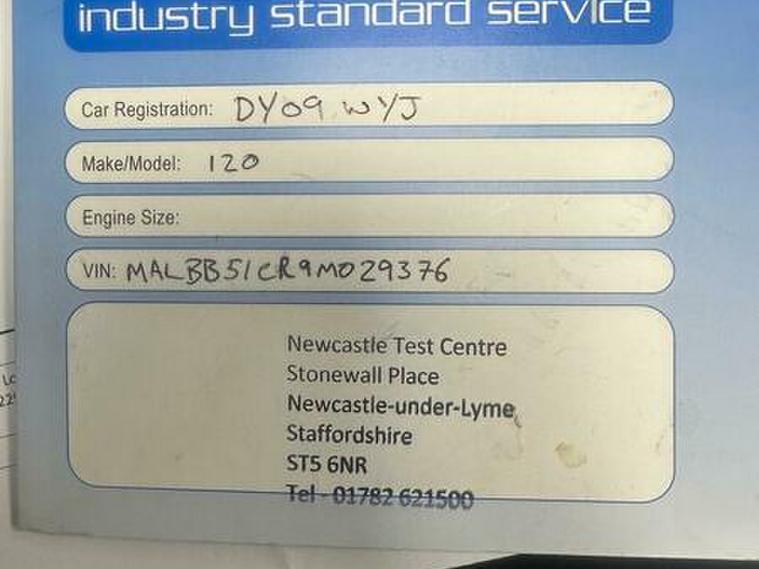 industry standard service
Car Registration: DY09 WYJ
Make/Model: 120
Engine Size:
VIN: MALBB51CR9M029376
Newcastle Test Centre
Stonewall Place
Newcastle-under-Lyme
Staffordshire
ST5 6NR
Tel - 01782 621500